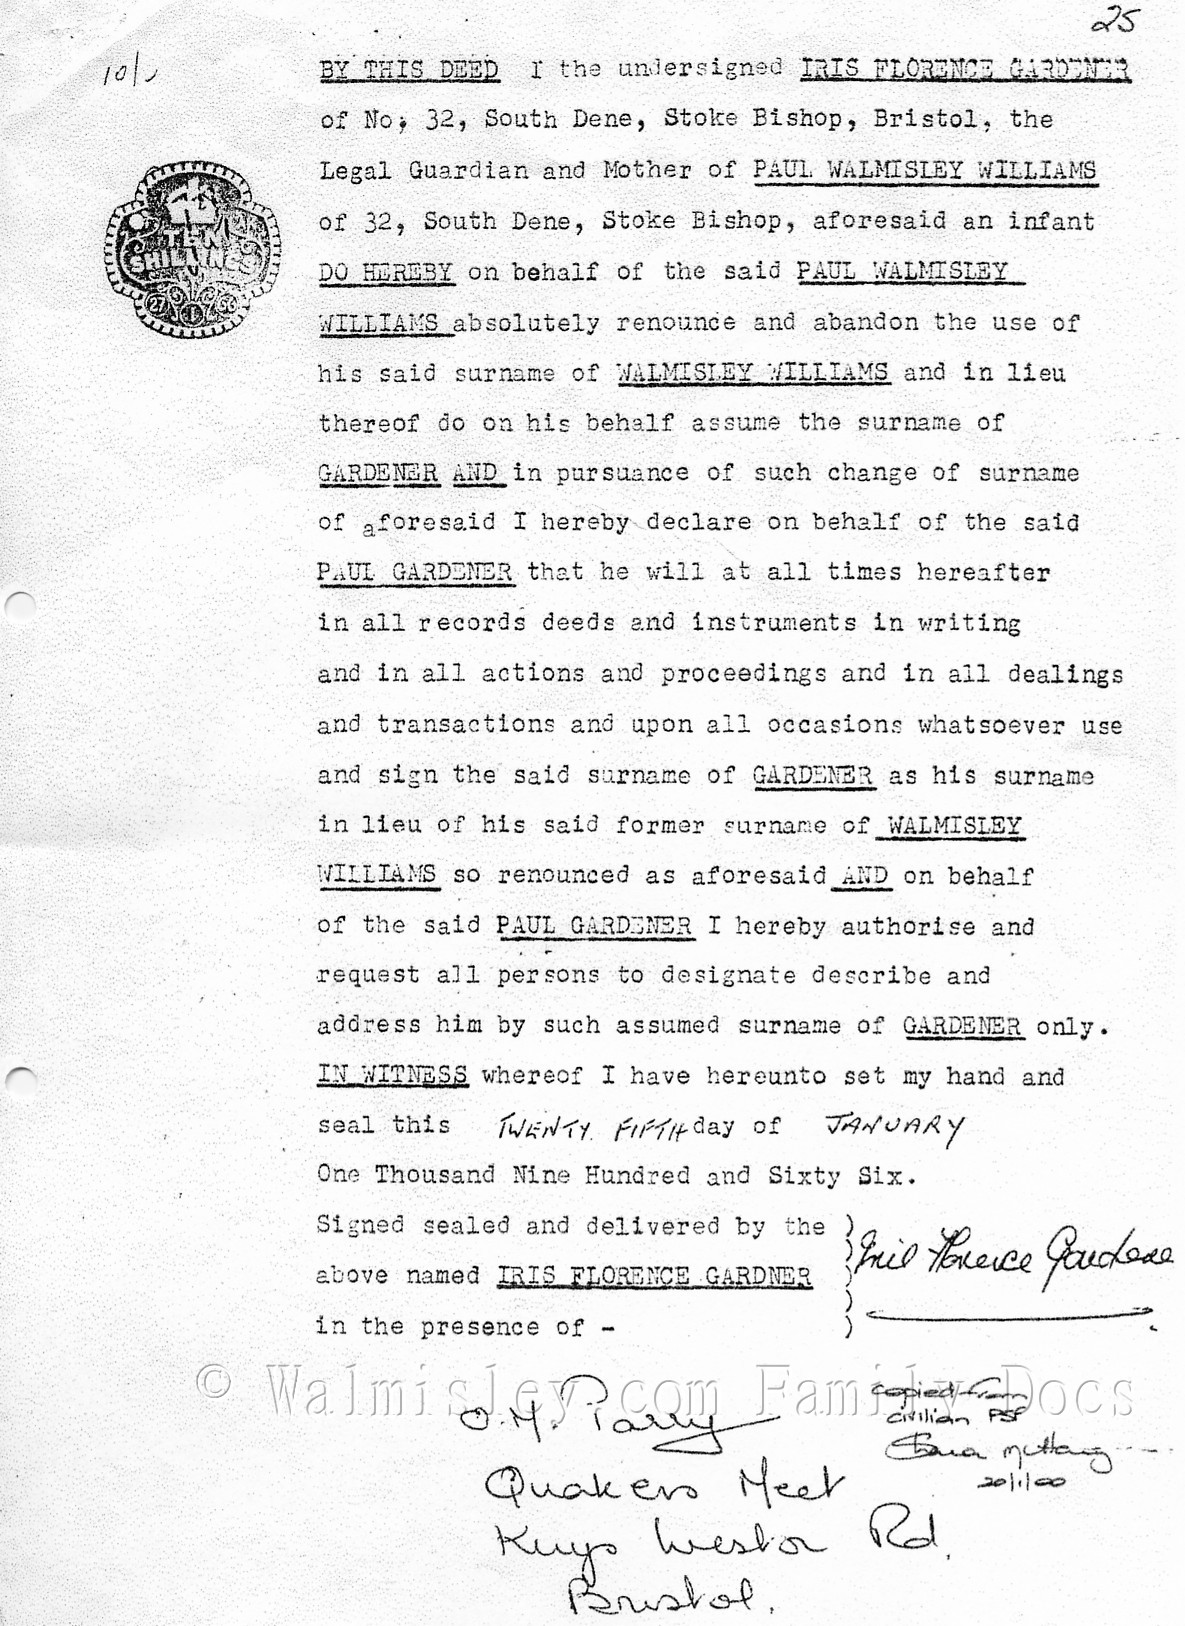 25
10/
BY THIS DEED I the undersigned IRIS FLORENCE GARDENER
of No; 32, South Dene, Stoke Bishop, Bristol, the
Legal Guardian and Mother of PAUL WALMISLEY WILLIAMS
of 32, South Dene, Stoke Bishop, aforesaid an infant
TEN
SHILLINGS
27 I 66
DO HEREBY on behalf of the said PAUL WALMISLEY
WILLIAMS absolutely renounce and abandon the use of
his said surname of WALMISLEY WILLIAMS and in lieu
thereof do on his behalf assume the surname of
GARDENER AND in pursuance of such change of surname
of aforesaid I hereby declare on behalf of the said
PAUL GARDENER that he will at all times hereafter
in all records deeds and instruments in writing
and in all actions and proceedings and in all dealings
and transactions and upon all occasions whatsoever use
and sign the said surname of GARDENER as his surname
in lieu of his said former surname of WALMISLEY
WILLIAMS so renounced as aforesaid AND on behalf
of the said PAUL GARDENER I hereby authorise and
request all persons to designate describe and
address him by such assumed surname of GARDENER only.
IN WITNESS whereof I have hereunto set my hand and
seal this TWENTY FIFTH day of JANUARY
One Thousand Nine Hundred and Sixty Six.
Signed sealed and delivered by the )
above named IRIS FLORENCE GARDNER ) Iris Florence Gardener
in the presence of - )
© Walmisley.com Family Docs
O.M. Parry
copied from
civilian PSF
20/1/00
Quakers Meet
Kings Weston Rd.
Bristol.